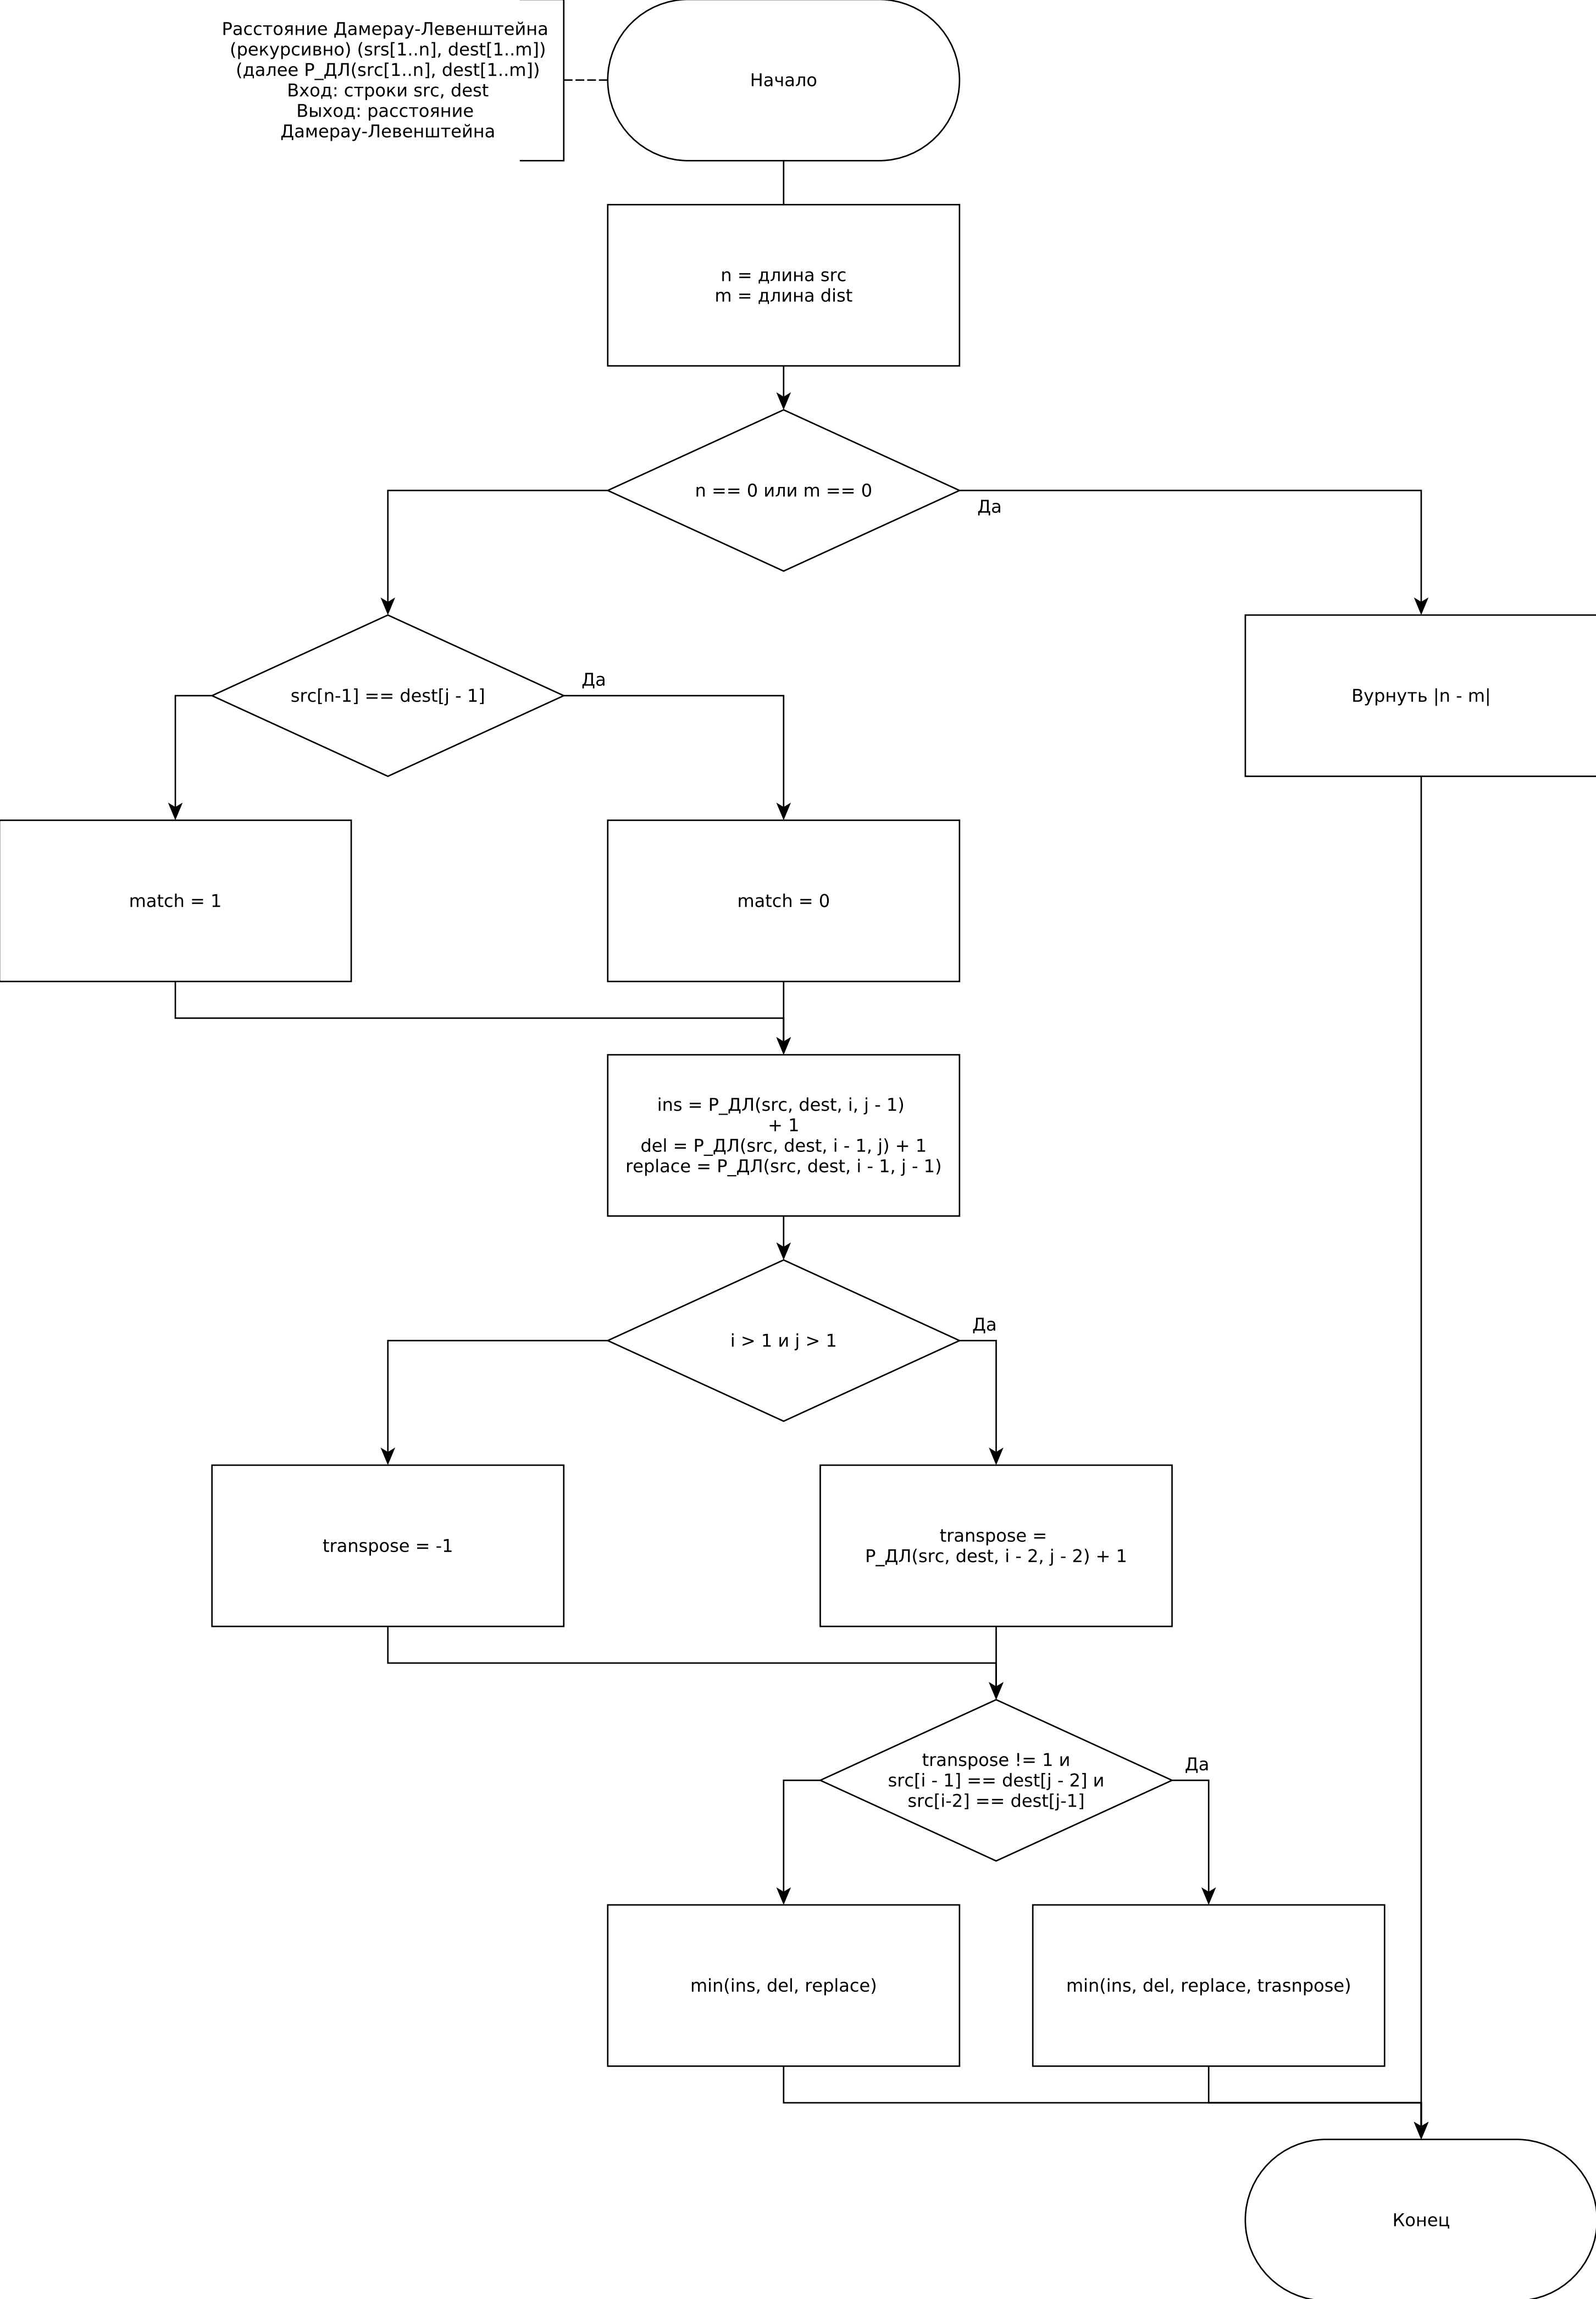 Расстояние Дамерау-Левенштейна
(рекурсивно) (srs[1..n], dest[1..m])
(далее Р_ДЛ(src[1..n], dest[1..m])
Вход: строки src, dest
Выход: расстояние
Дамерау-Левенштейна
Начало
n = длина src
m = длина dist
n == 0 или m == 0
Да
src[n-1] == dest[j - 1]
Да
Вурнуть |n - m|
match = 1
match = 0
ins = Р_ДЛ(src, dest, i, j - 1)
+ 1
del = Р_ДЛ(src, dest, i - 1, j) + 1
replace = Р_ДЛ(src, dest, i - 1, j - 1)
i > 1 и j > 1
Да
transpose = -1
transpose =
Р_ДЛ(src, dest, i - 2, j - 2) + 1
transpose != 1 и
src[i - 1] == dest[j - 2] и
src[i-2] == dest[j-1]
Да
min(ins, del, replace)
min(ins, del, replace, trasnpose)
Конец